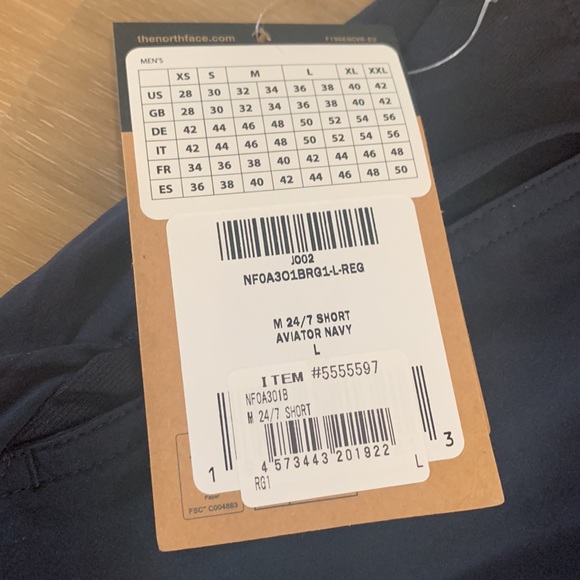 thenorthface.com
MEN'S
XS S M L XL XXL
US 28 30 32 34 36 38 40 42
GB 28 30 32 34 36 38 40 42
DE 42 44 46 48 50 52 54 56
IT 42 44 46 48 50 52 54 56
FR 34 36 38 40 42 44 46 48
ES 36 38 40 42 44 46 48 50
J002
NF0A301BRG1-L-REG
M 24/7 SHORT
AVIATOR NAVY
L
ITEM #5555597
NF0A301B
M 24/7 SHORT
1
3
4 573443 201922
L
RG1
Paper
FSC™ C004883